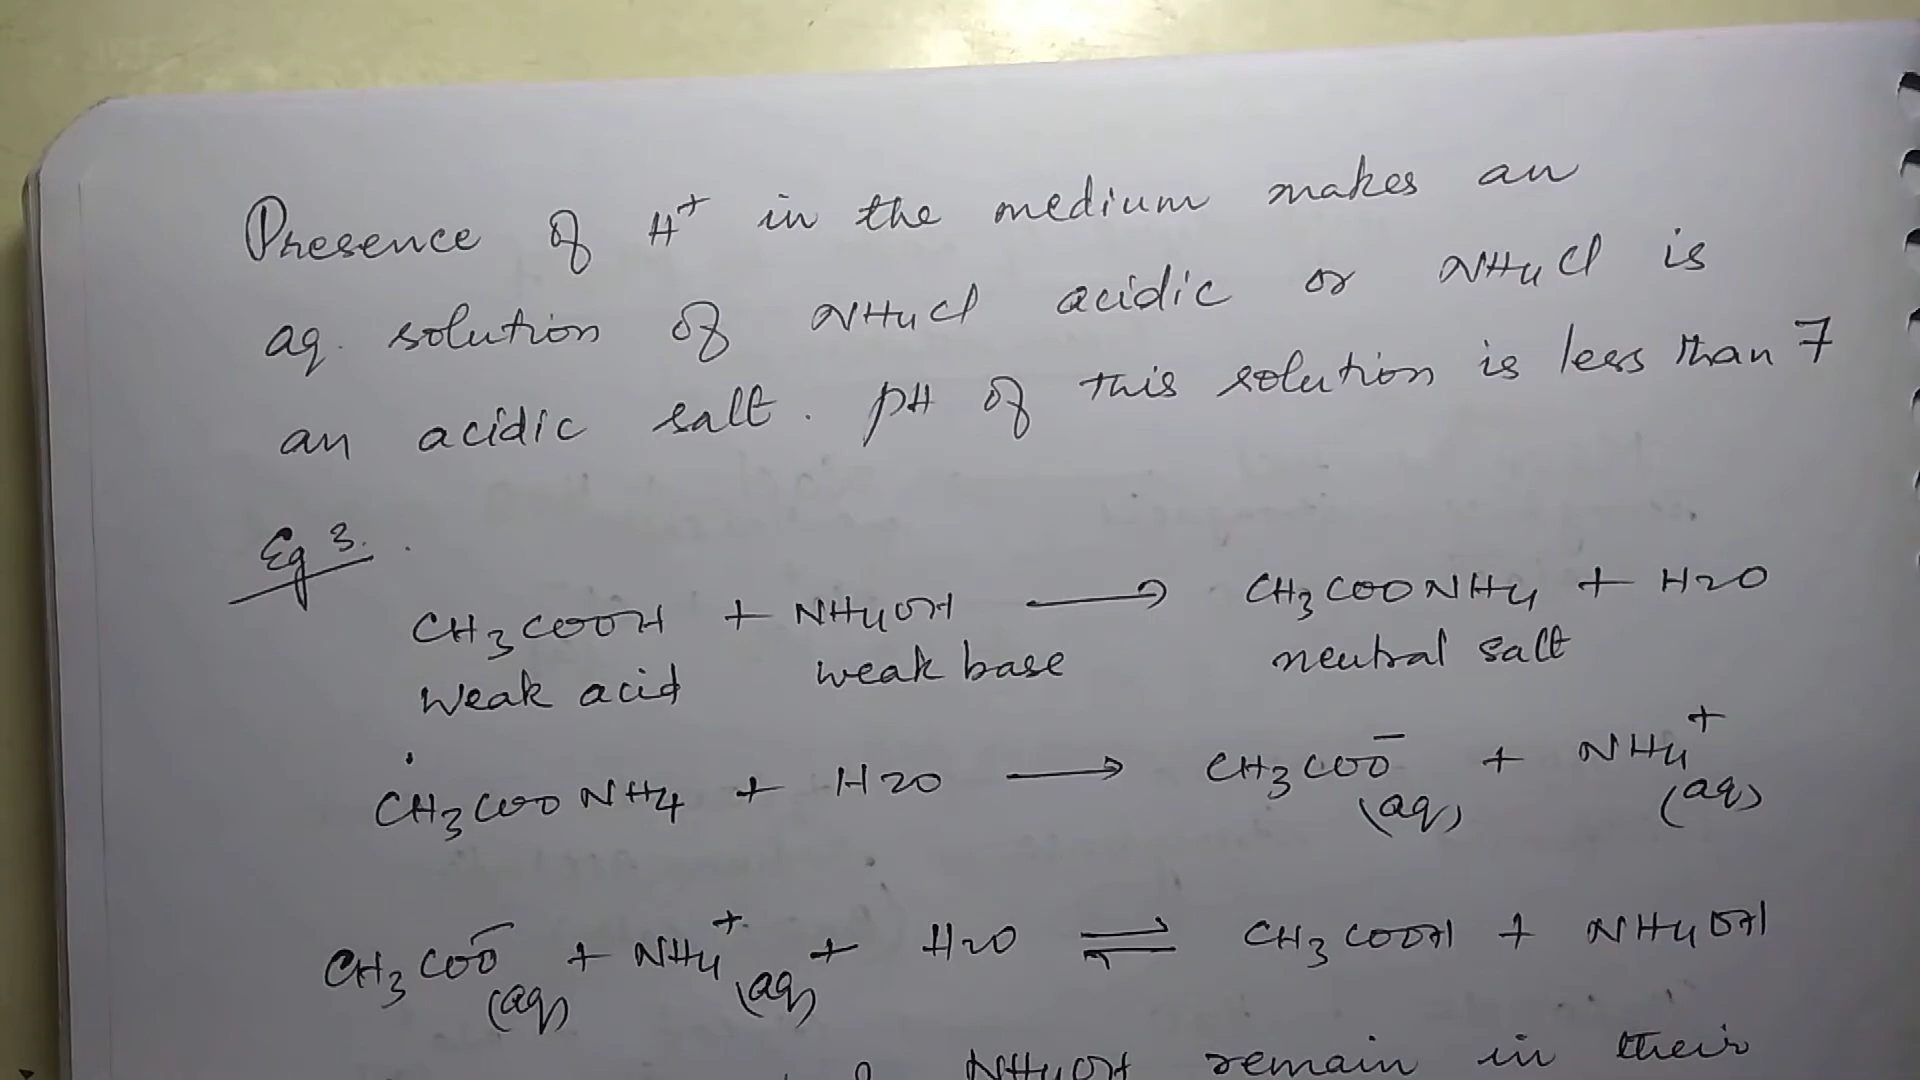 Presence of H⁺ in the medium makes an
aq. solution of NH₄Cl acidic or NH₄Cl is
an acidic salt. pH of this solution is less than 7
Eg 3.
CH₃COOH + NH₄OH ⟶ CH₃COONH₄ + H₂O
Weak acid weak base neutral salt
CH₃COONH₄ + H₂O ⟶ CH₃COO⁻(aq) + NH₄⁺(aq)
CH₃COO⁻(aq) + NH₄⁺(aq) + H₂O ⇌ CH₃COOH + NH₄OH
NH₄OH remain in their